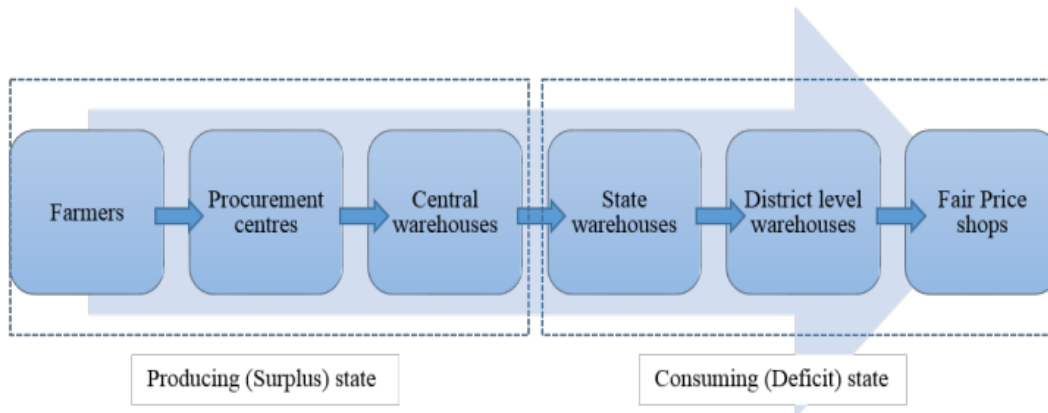 Farmers
Procurement
centres
Central
warehouses
State
warehouses
District level
warehouses
Fair Price
shops
Producing (Surplus) state
Consuming (Deficit) state